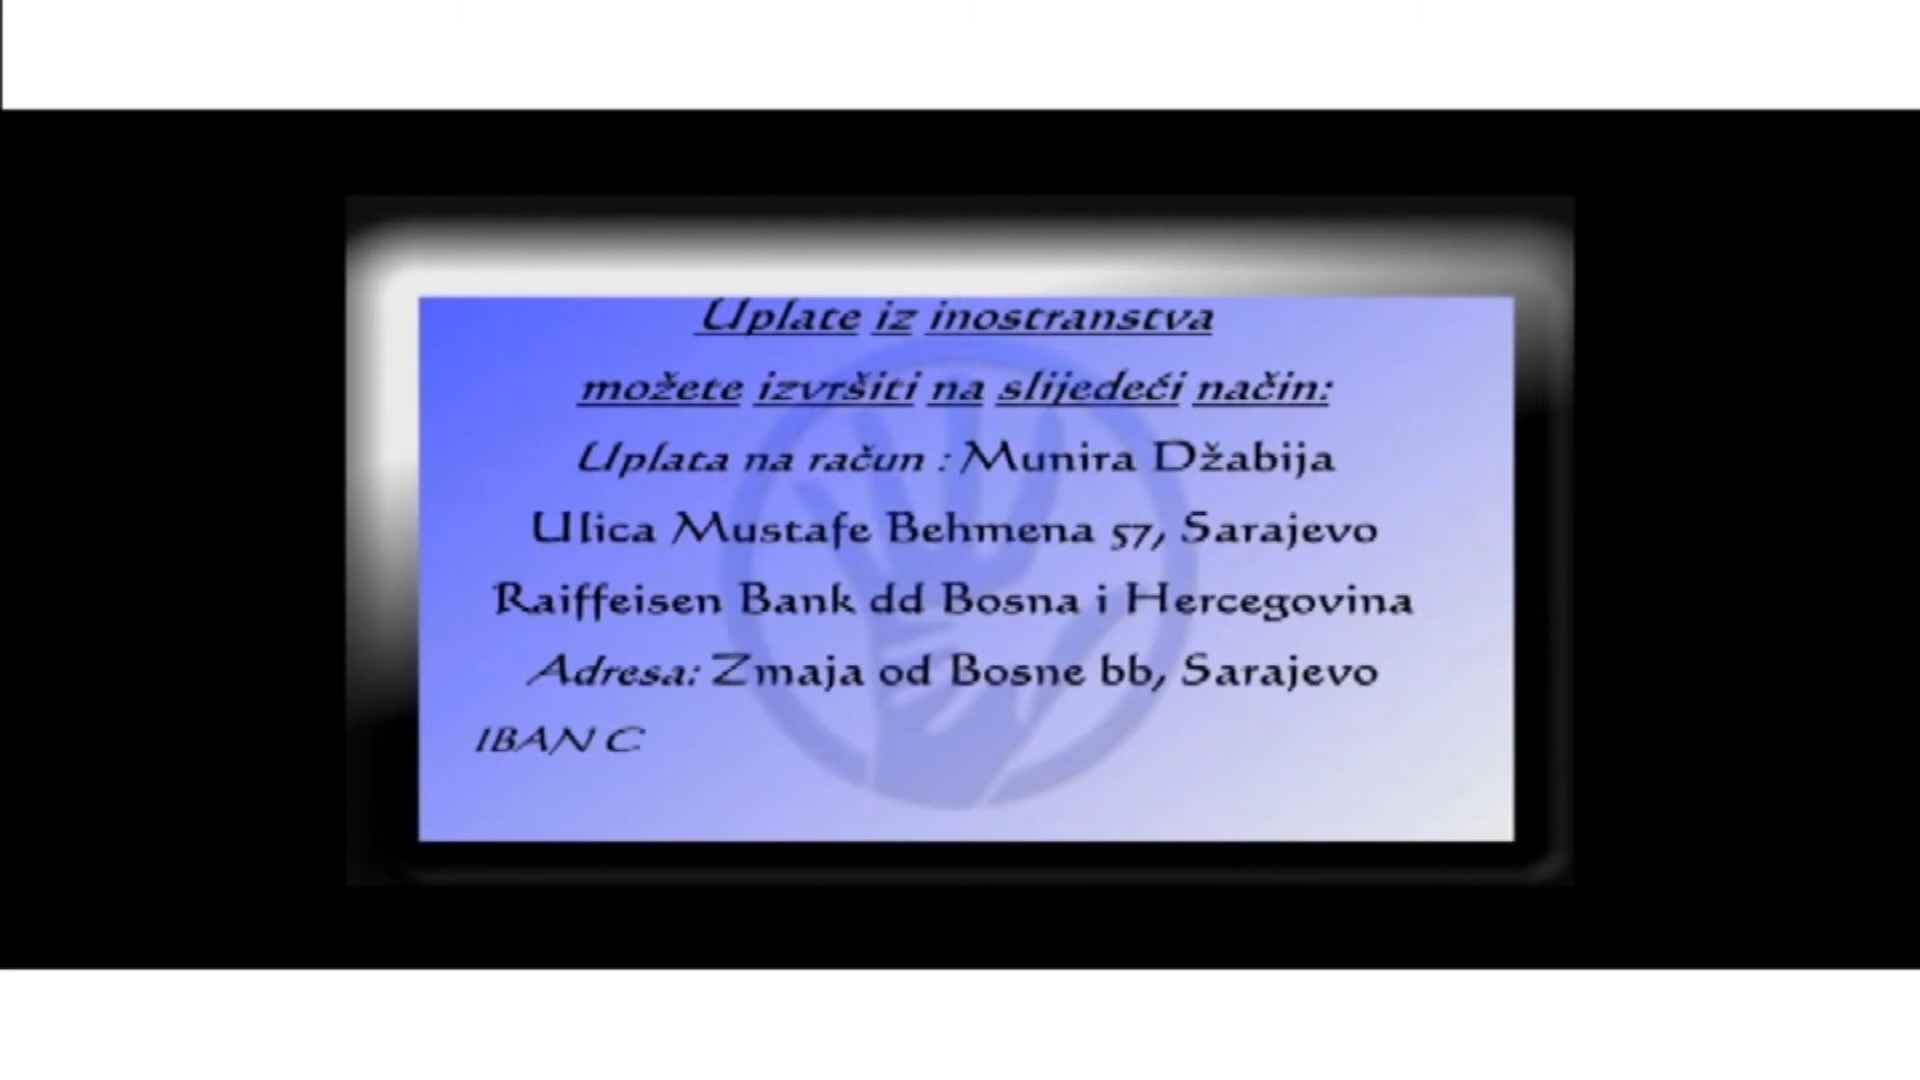 Uplate iz inostranstva
možete izvršiti na slijedeći način:
Uplata na račun : Munira Džabija
Ulica Mustafe Behmena 57, Sarajevo
Raiffeisen Bank dd Bosna i Hercegovina
Adresa: Zmaja od Bosne bb, Sarajevo
IBAN C